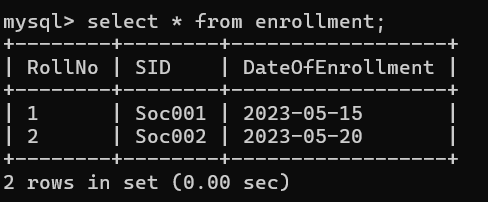 mysql> select * from enrollment;
+--------+--------+------------------+
| RollNo | SID    | DateOfEnrollment |
+--------+--------+------------------+
| 1      | Soc001 | 2023-05-15       |
| 2      | Soc002 | 2023-05-20       |
+--------+--------+------------------+
2 rows in set (0.00 sec)